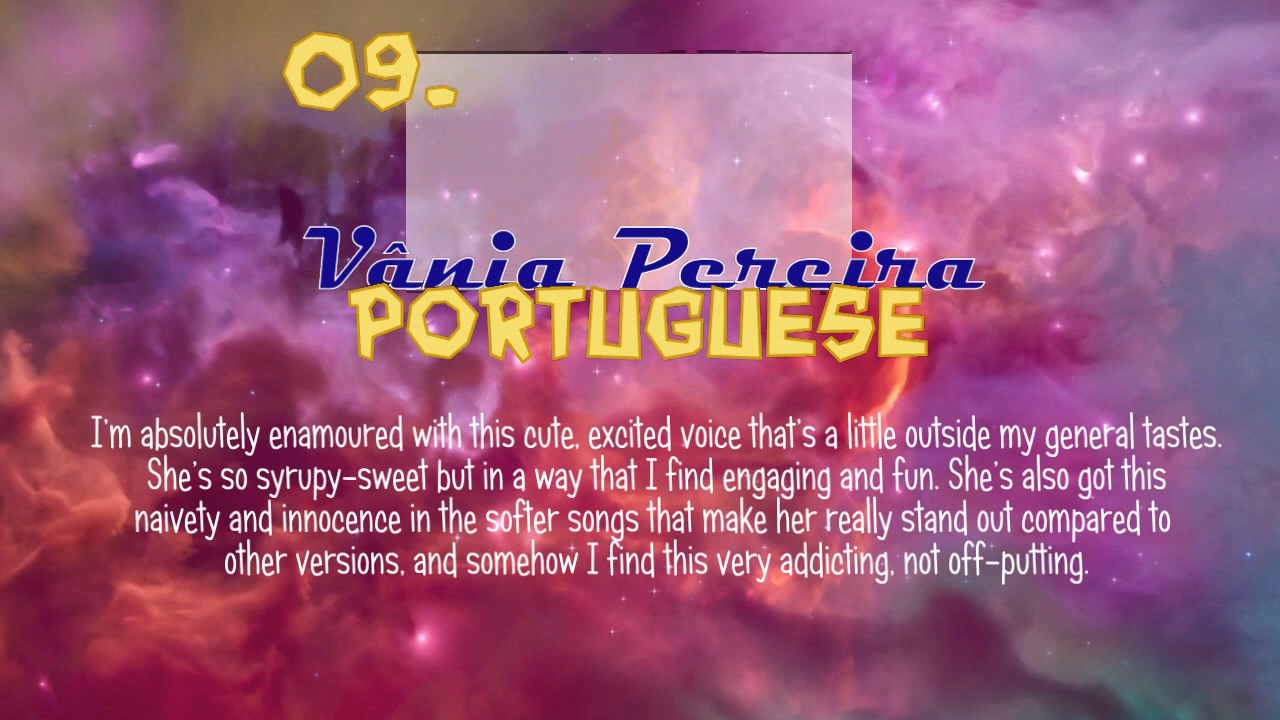 09.
Vânia Pereira
PORTUGUESE
I'm absolutely enamoured with this cute, excited voice that's a little outside my general tastes.
She's so syrupy-sweet but in a way that I find engaging and fun. She's also got this
naivety and innocence in the softer songs that make her really stand out compared to
other versions, and somehow I find this very addicting, not off-putting.